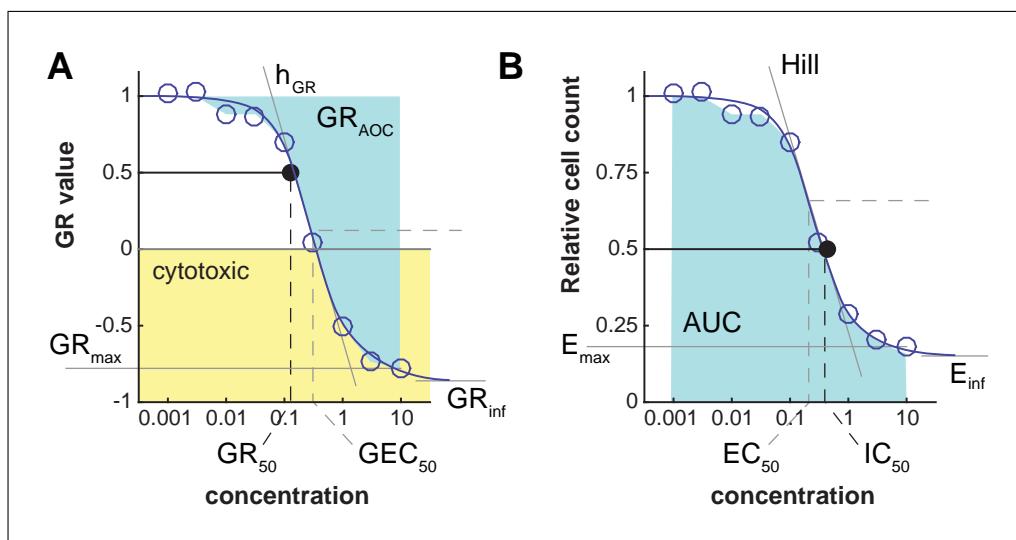 A
GR value
1
0.5
0
-0.5
-1
h_GR
GR_AOC
cytotoxic
GR_max
GR_inf
0.001 0.01 0.1 1 10
GR_50 GEC_50
concentration
B
Relative cell count
1
0.75
0.5
0.25
0
Hill
AUC
E_max
E_inf
0.001 0.01 0.1 1 10
EC_50 IC_50
concentration